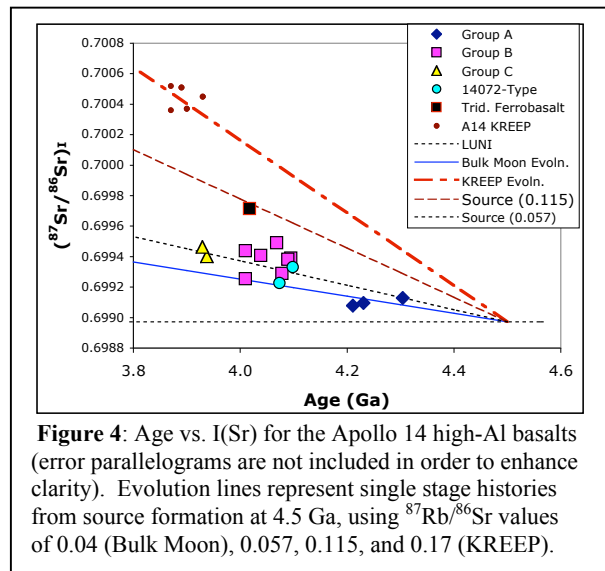 0.7008
0.7006
0.7004
0.7002
0.7000
0.6998
0.6996
0.6994
0.6992
0.6990
0.6988
(⁸⁷Sr/⁸⁶Sr)I
3.8 4.0 4.2 4.4 4.6
Age (Ga)
Group A
Group B
Group C
14072-Type
Trid. Ferrobasalt
A14 KREEP
LUNI
Bulk Moon Evoln.
KREEP Evoln.
Source (0.115)
Source (0.057)
Figure 4: Age vs. I(Sr) for the Apollo 14 high-Al basalts
(error parallelograms are not included in order to enhance
clarity). Evolution lines represent single stage histories
from source formation at 4.5 Ga, using ⁸⁷Rb/⁸⁶Sr values
of 0.04 (Bulk Moon), 0.057, 0.115, and 0.17 (KREEP).